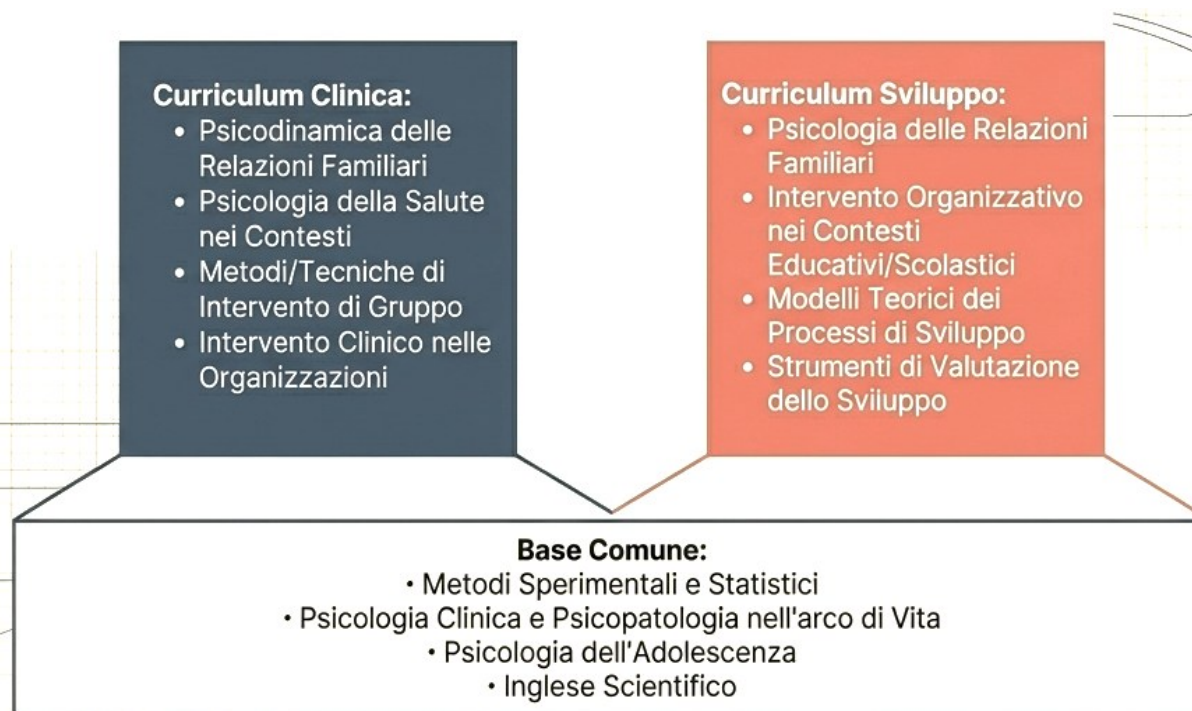 Curriculum Clinica:
• Psicodinamica delle
Relazioni Familiari
• Psicologia della Salute
nei Contesti
• Metodi/Tecniche di
Intervento di Gruppo
• Intervento Clinico nelle
Organizzazioni
Curriculum Sviluppo:
• Psicologia delle Relazioni
Familiari
• Intervento Organizzativo
nei Contesti
Educativi/Scolastici
• Modelli Teorici dei
Processi di Sviluppo
• Strumenti di Valutazione
dello Sviluppo
Base Comune:
• Metodi Sperimentali e Statistici
• Psicologia Clinica e Psicopatologia nell'arco di Vita
• Psicologia dell'Adolescenza
• Inglese Scientifico